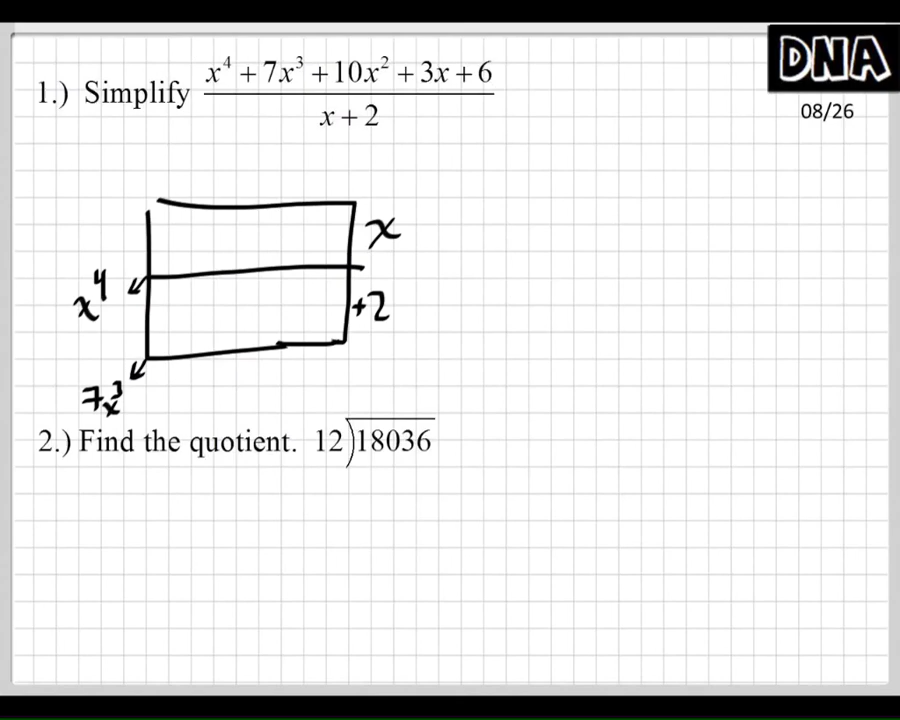 DNA
08/26
1.) Simplify (x⁴ + 7x³ + 10x² + 3x + 6)/(x + 2)
x
x⁴
+2
7x³
2.) Find the quotient. 12)18036